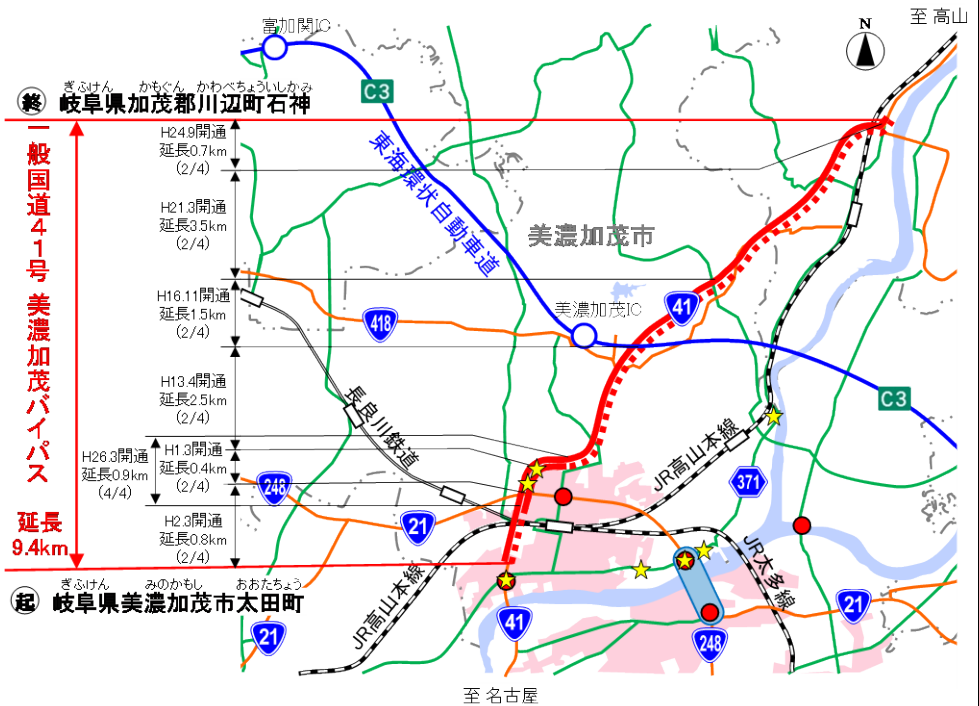 至 高山
N
富加関IC
C3
ぎふけん かもぐん かわべちょういしかみ
終 岐阜県加茂郡川辺町石神
一般国道41号 美濃加茂バイパス
延長
9.4km
H24.9開通
延長0.7km
(2/4)
H21.3開通
延長3.5km
(2/4)
H16.11開通
延長1.5km
(2/4)
H13.4開通
延長2.5km
(2/4)
H26.3開通
延長0.9km
(4/4)
H1.3開通
延長0.4km
(2/4)
H2.3開通
延長0.8km
(2/4)
東海環状自動車道
美濃加茂市
美濃加茂IC
41
418
C3
長良川鉄道
JR高山本線
248
21
371
JR太多線
JR高山本線
ぎふけん みのかもし おおたちょう
起 岐阜県美濃加茂市太田町
21
41
248
21
至 名古屋